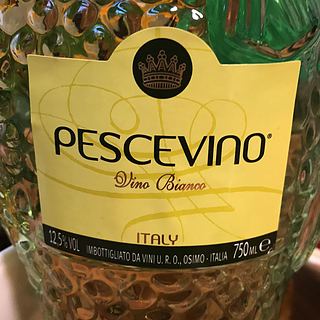 PESCEVINO®
Vino Bianco
ITALY
12.5% VOL IMBOTTIGLIATO DA VINI U. R. O., OSIMO - ITALIA 750 ML e